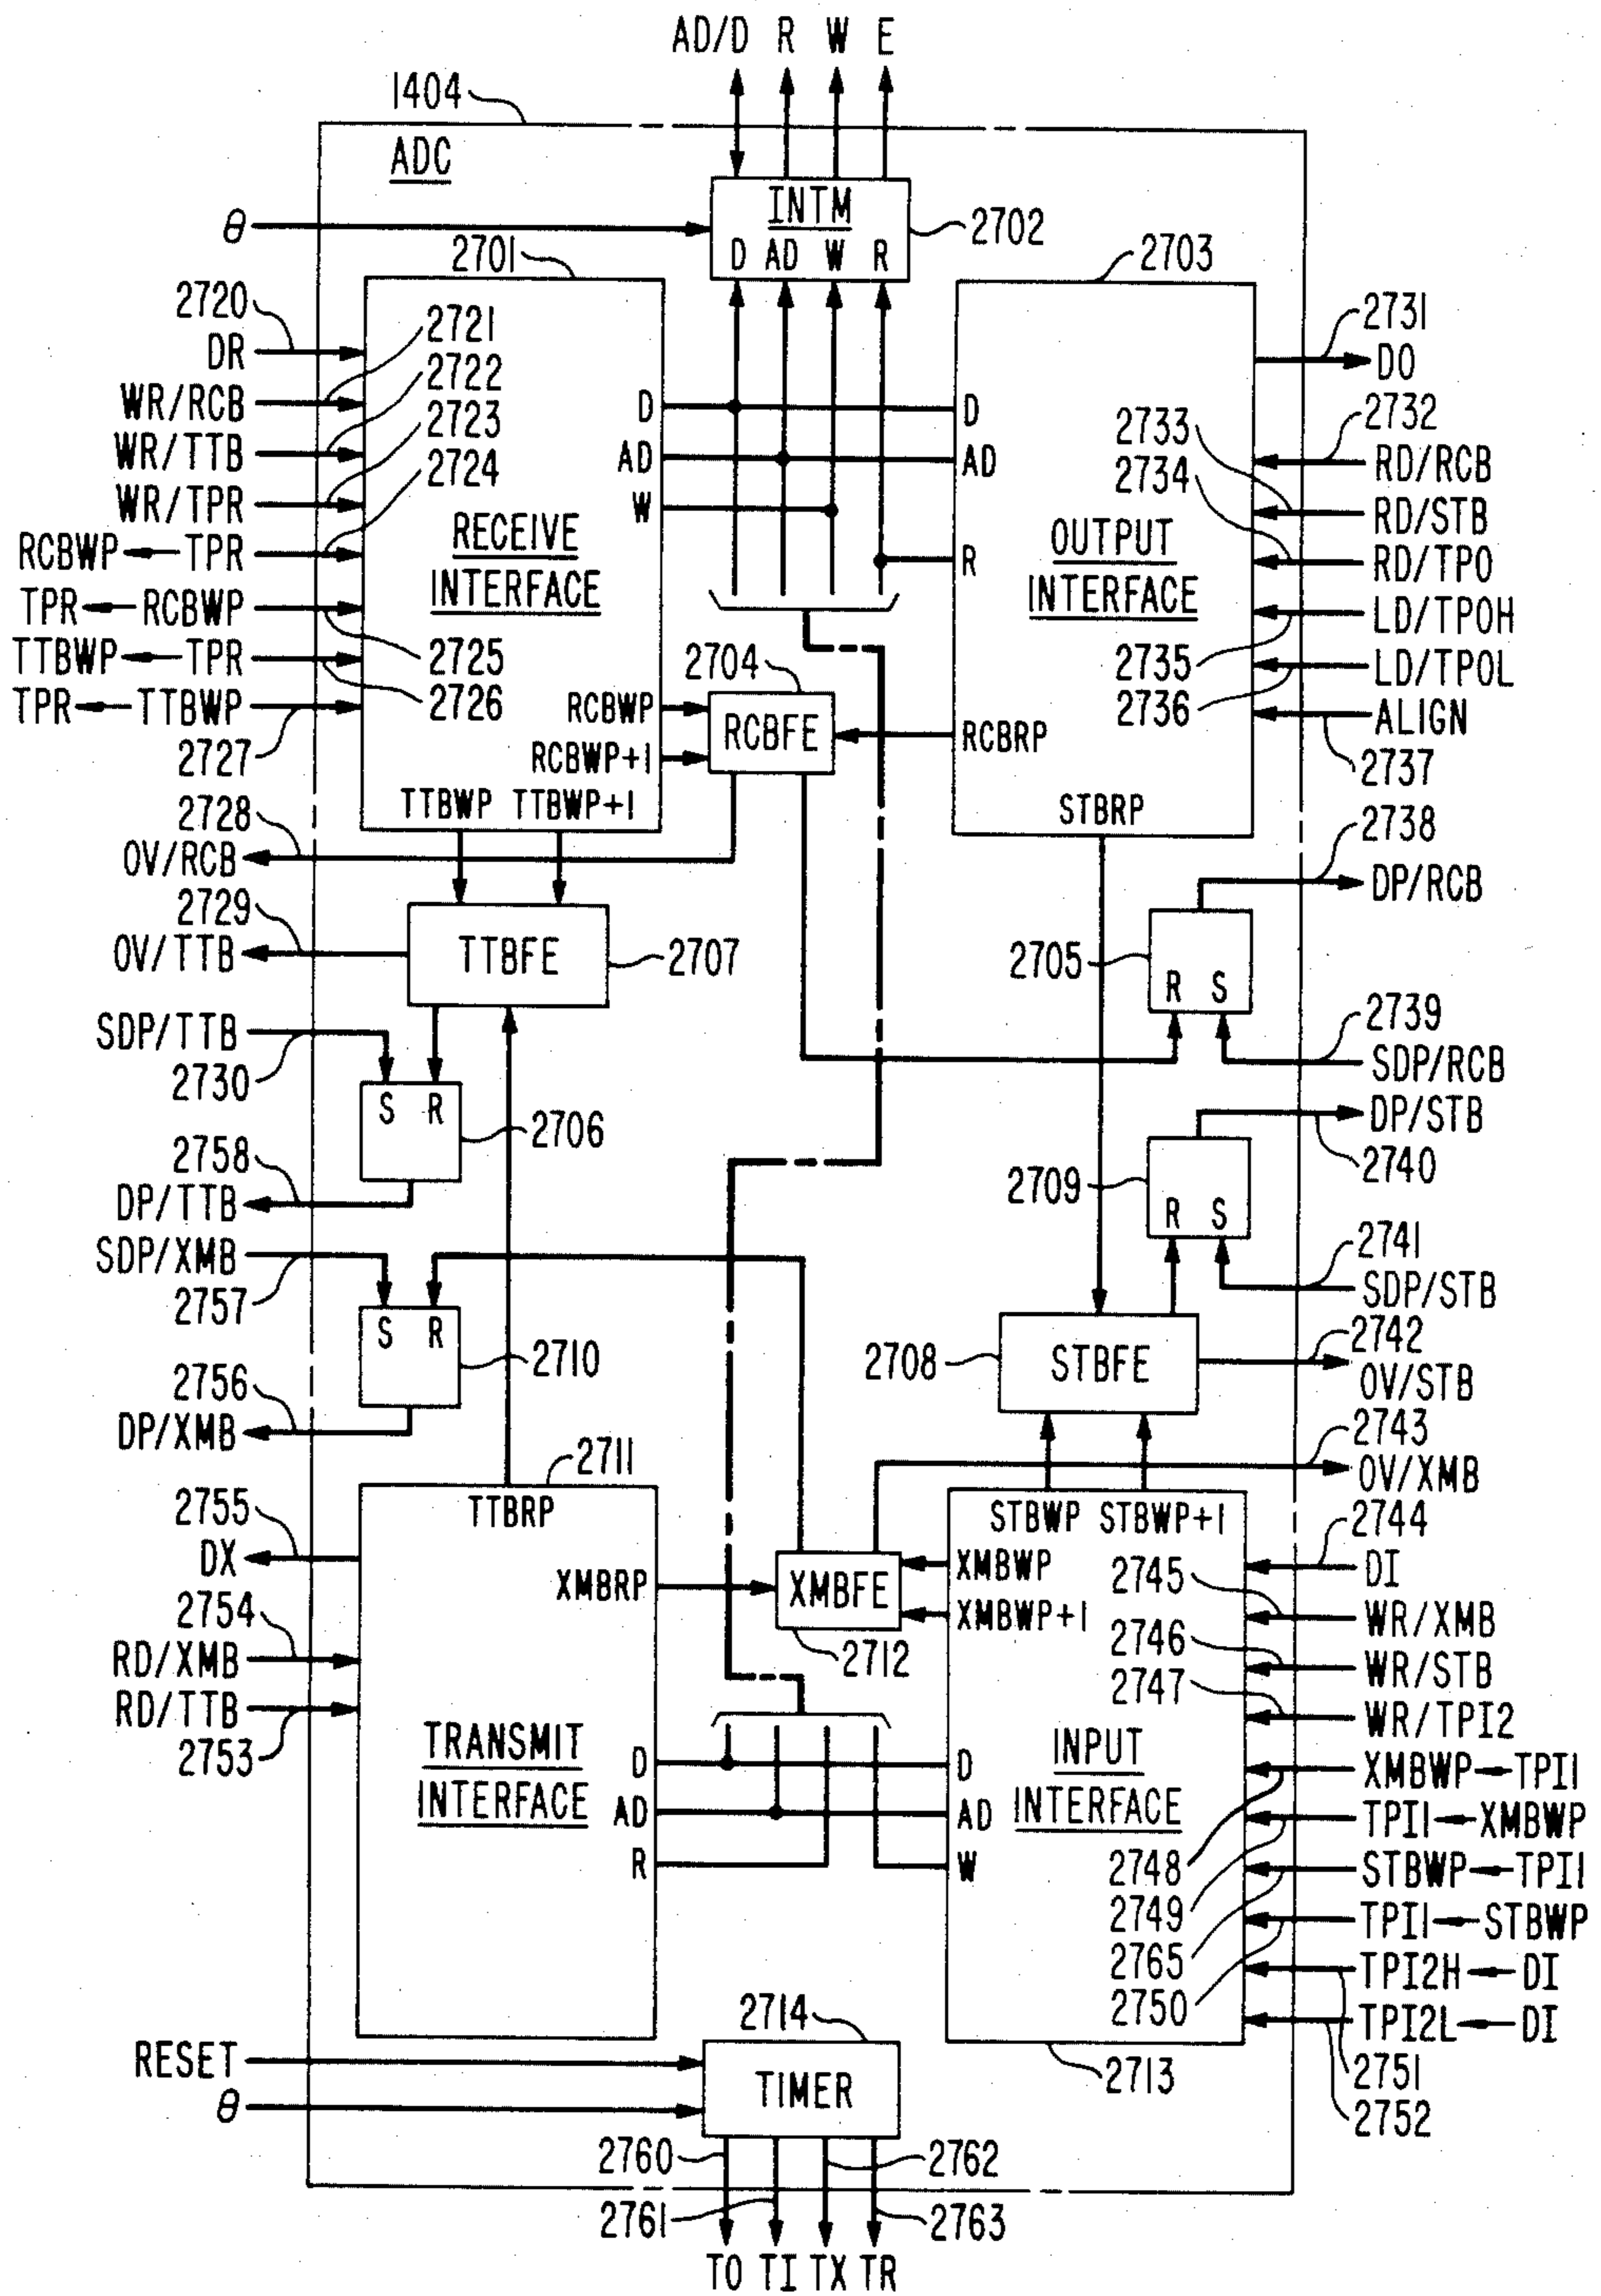 AD/D R W E
1404
ADC
INTM
D AD W R
2702
θ
2701
2703
2720
DR
2721
WR/RCB
2722
WR/TTB
2723
WR/TPR
2724
RCBWP←TPR
TPR←RCBWP
2725
TTBWP←TPR
2726
TPR←TTBWP
2727
RECEIVE
INTERFACE
D
AD
W
RCBWP
RCBWP+1
TTBWP TTBWP+1
2704
RCBFE
D
AD
R
RCBRP
STBRP
OUTPUT
INTERFACE
2731
DO
2732
RD/RCB
2733
RD/STB
2734
RD/TPO
LD/TPOH
2735
LD/TPOL
2736
ALIGN
2737
2728
OV/RCB
2729
OV/TTB
TTBFE
2707
SDP/TTB
2730
S R
2706
2758
DP/TTB
2738
DP/RCB
2705
R S
2739
SDP/RCB
DP/STB
2740
2709
R S
2741
SDP/STB
SDP/XMB
2757
S R
2710
2756
DP/XMB
2708
STBFE
2742
OV/STB
2743
OV/XMB
2711
TTBRP
2755
DX
XMBRP
2754
RD/XMB
RD/TTB
2753
TRANSMIT
INTERFACE
D
AD
R
XMBFE
2712
STBWP STBWP+1
XMBWP
XMBWP+1
2744
DI
2745
WR/XMB
2746
WR/STB
2747
WR/TPI2
INPUT
INTERFACE
D
AD
W
XMBWP←TPI1
2748
TPI1←XMBWP
2749
STBWP←TPI1
2765
TPI1←STBWP
2750
TPI2H←DI
2751
TPI2L←DI
2752
2713
2714
TIMER
RESET
θ
2760
2761
2762
2763
TO TI TX TR